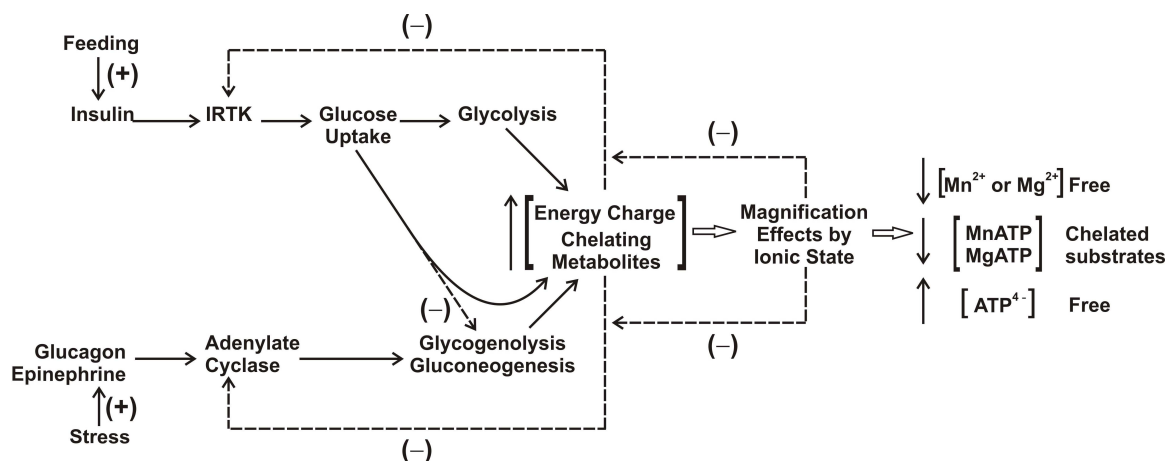 (–)
Feeding
(+)
Insulin
IRTK
Glucose
Uptake
Glycolysis
(–)
Energy Charge
Chelating
Metabolites
Magnification
Effects by
Ionic State
[Mn²⁺ or Mg²⁺] Free
[MnATP
MgATP]
Chelated
substrates
[ATP⁴⁻] Free
(–)
Glycogenolysis
Gluconeogenesis
(–)
Glucagon
Epinephrine
Adenylate
Cyclase
(+)
Stress
(–)